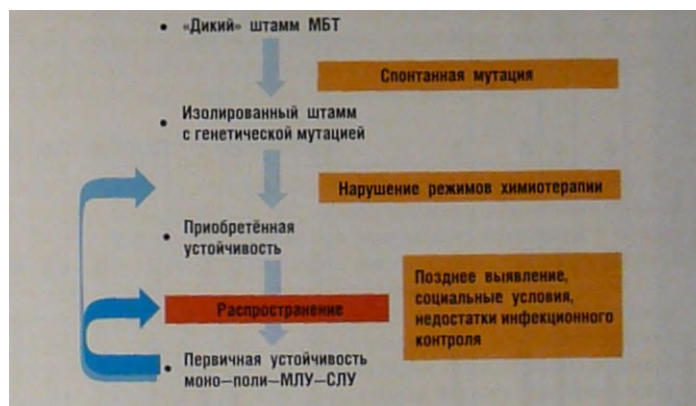 • «Дикий» штамм МБТ
Спонтанная мутация
• Изолированный штамм
с генетической мутацией
Нарушение режимов химиотерапии
• Приобретённая
устойчивость
Позднее выявление,
социальные условия,
недостатки инфекционного
контроля
Распространение
• Первичная устойчивость
моно–поли–МЛУ–СЛУ